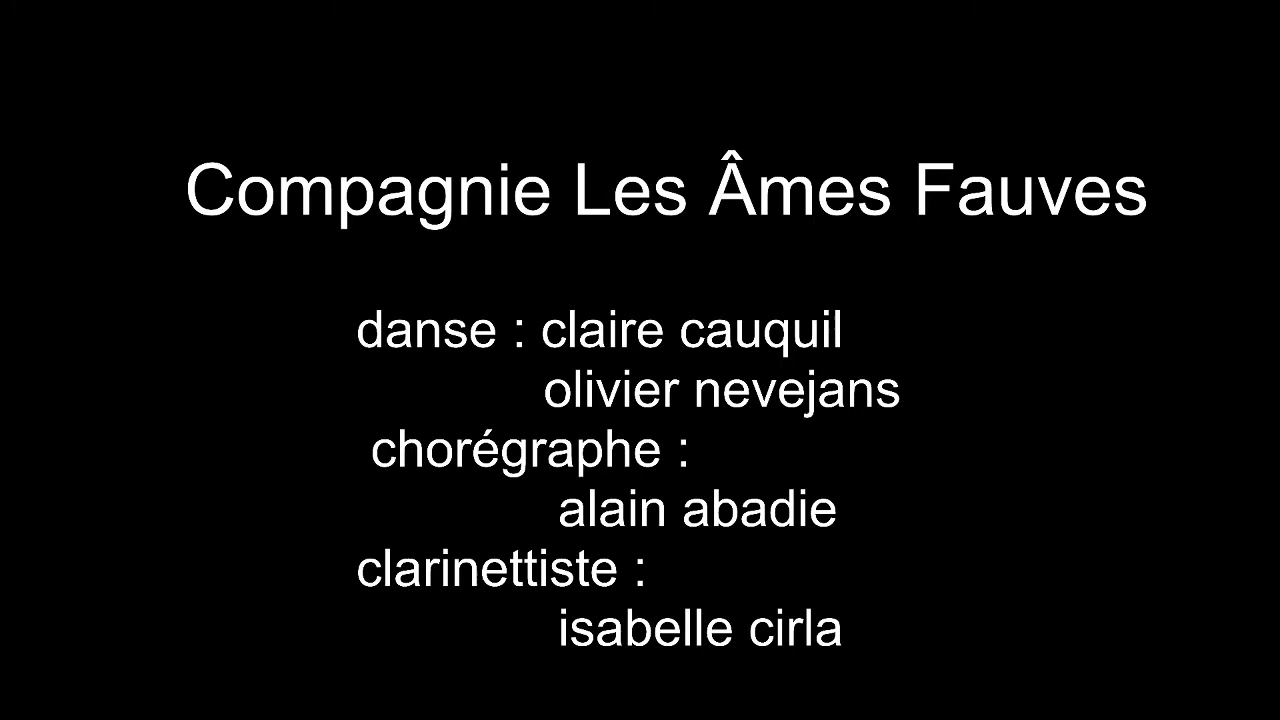 Compagnie Les Âmes Fauves
danse : claire cauquil
olivier nevejans
chorégraphe :
alain abadie
clarinettiste :
isabelle cirla